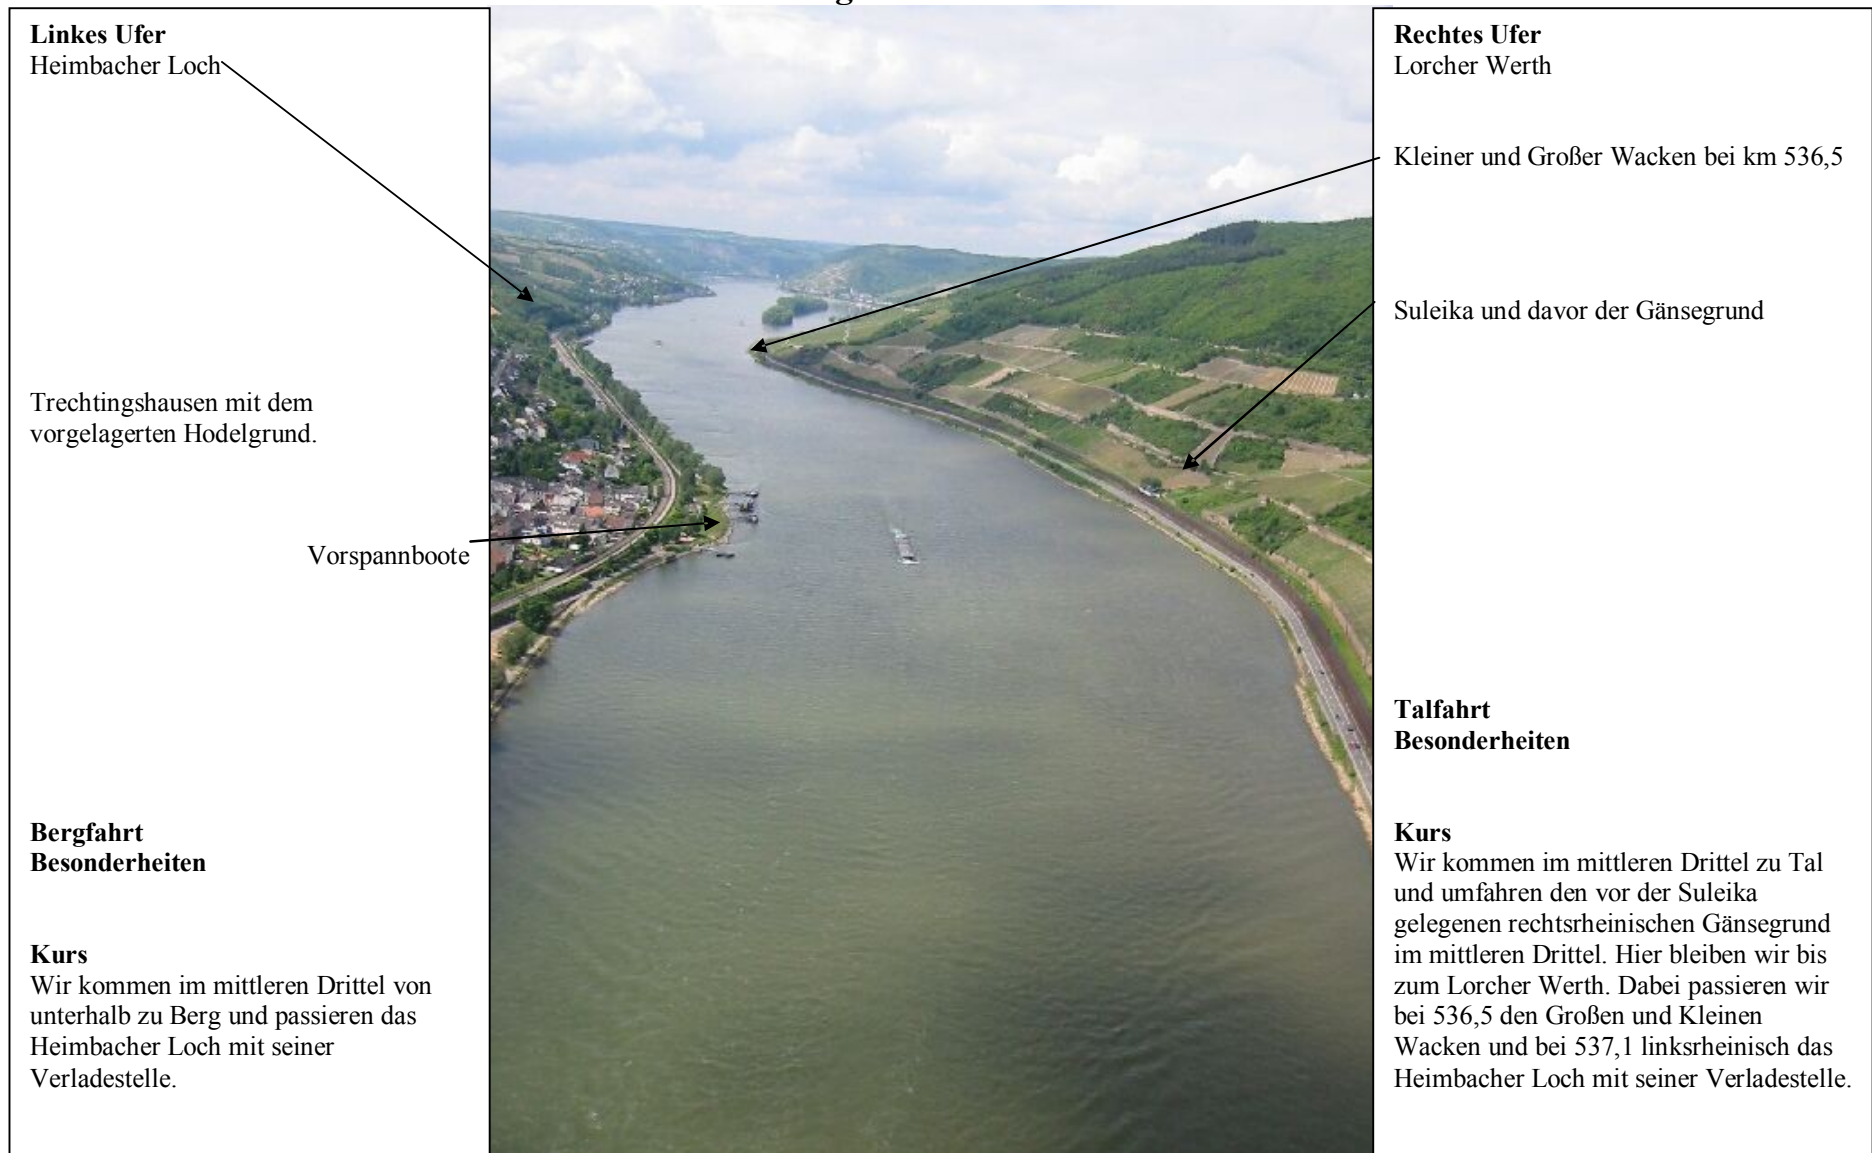 Linkes Ufer
Heimbacher Loch
Trechtingshausen mit dem
vorgelagerten Hodelgrund.
Vorspannboote
Bergfahrt
Besonderheiten
Kurs
Wir kommen im mittleren Drittel von
unterhalb zu Berg und passieren das
Heimbacher Loch mit seiner
Verladestelle.
Rechtes Ufer
Lorcher Werth
Kleiner und Großer Wacken bei km 536,5
Suleika und davor der Gänsegrund
Talfahrt
Besonderheiten
Kurs
Wir kommen im mittleren Drittel zu Tal
und umfahren den vor der Suleika
gelegenen rechtsrheinischen Gänsegrund
im mittleren Drittel. Hier bleiben wir bis
zum Lorcher Werth. Dabei passieren wir
bei 536,5 den Großen und Kleinen
Wacken und bei 537,1 linksrheinisch das
Heimbacher Loch mit seiner Verladestelle.